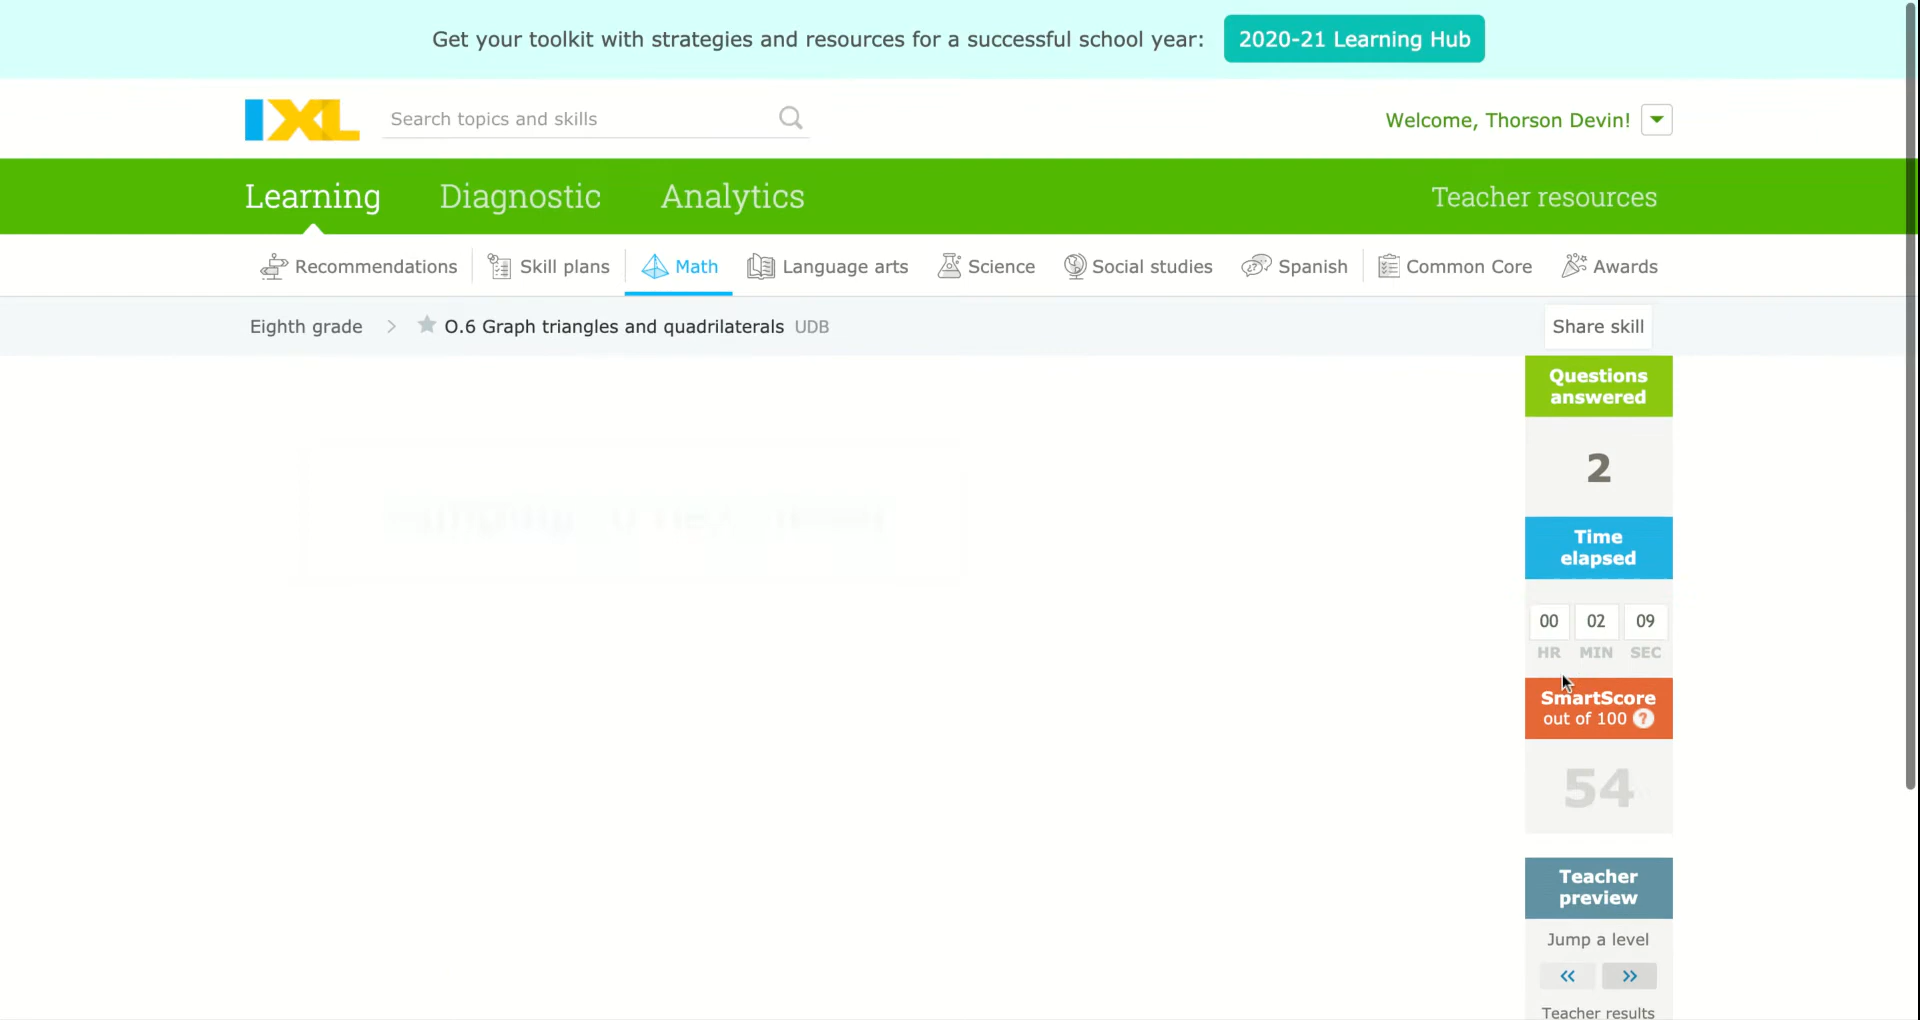 Get your toolkit with strategies and resources for a successful school year: 2020-21 Learning Hub
IXL Search topics and skills Welcome, Thorson Devin!
Learning Diagnostic Analytics Teacher resources
Recommendations Skill plans Math Language arts Science Social studies Spanish Common Core Awards
Eighth grade > O.6 Graph triangles and quadrilaterals UDB Share skill
Questions
answered
2
Time
elapsed
00 02 09
HR MIN SEC
SmartScore
out of 100 ?
54
Teacher
preview
Jump a level
« »
Teacher results